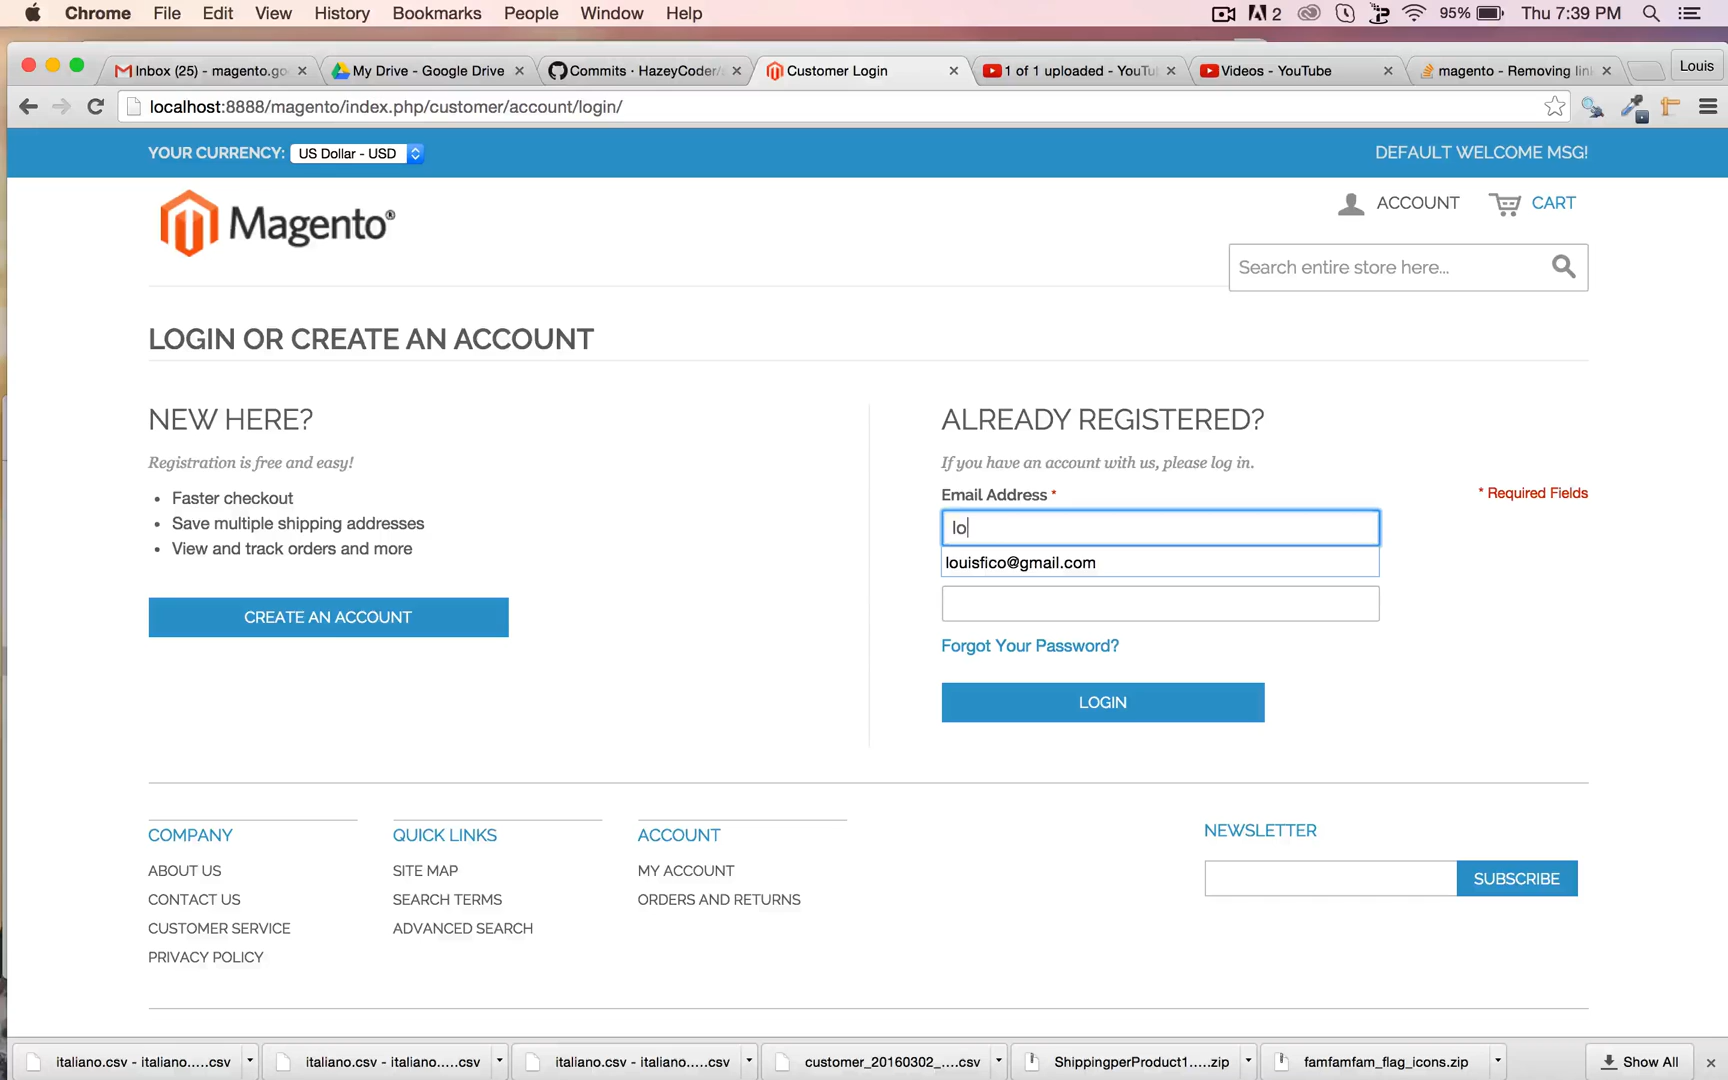 Chrome File Edit View History Bookmarks People Window Help 2 95% Thu 7:39 PM
Inbox (25) - magento.go My Drive - Google Drive Commits · HazeyCoder/ Customer Login 1 of 1 uploaded - YouTu Videos - YouTube magento - Removing lin Louis
localhost:8888/magento/index.php/customer/account/login/
YOUR CURRENCY: US Dollar - USD DEFAULT WELCOME MSG!
Magento®
ACCOUNT CART
Search entire store here...
LOGIN OR CREATE AN ACCOUNT
NEW HERE?
Registration is free and easy!
• Faster checkout
• Save multiple shipping addresses
• View and track orders and more
CREATE AN ACCOUNT
ALREADY REGISTERED?
If you have an account with us, please log in.
Email Address *
* Required Fields
lo
louisfico@gmail.com
Forgot Your Password?
LOGIN
COMPANY
ABOUT US
CONTACT US
CUSTOMER SERVICE
PRIVACY POLICY
QUICK LINKS
SITE MAP
SEARCH TERMS
ADVANCED SEARCH
ACCOUNT
MY ACCOUNT
ORDERS AND RETURNS
NEWSLETTER
SUBSCRIBE
italiano.csv - italiano.....csv italiano.csv - italiano.....csv italiano.csv - italiano.....csv customer_20160302_....csv ShippingperProduct1....zip famfamfam_flag_icons.zip Show All